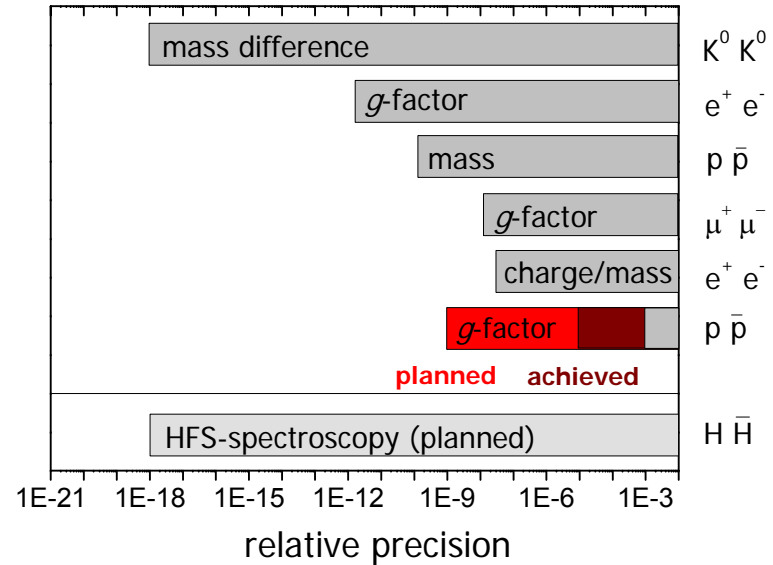 mass difference K⁰ K⁰
g-factor e⁺ e⁻
mass p p̄
g-factor μ⁺ μ⁻
charge/mass e⁺ e⁻
g-factor p p̄
planned achieved
HFS-spectroscopy (planned) H H̄
1E-21 1E-18 1E-15 1E-12 1E-9 1E-6 1E-3
relative precision